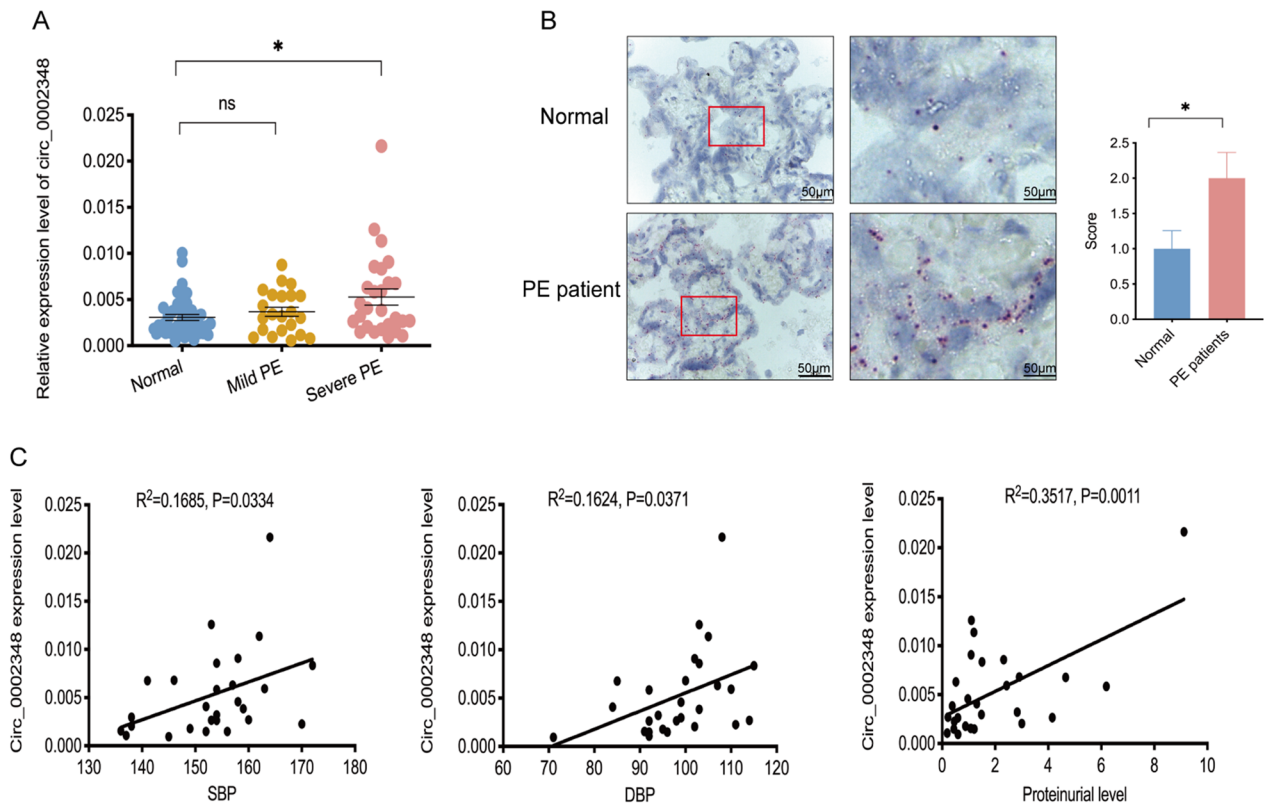 A
Relative expression level of circ_0002348
*
ns
0.025
0.020
0.015
0.010
0.005
0.000
Normal
Mild PE
Severe PE
B
Normal
PE patient
50μm
50μm
50μm
50μm
*
Score
2.5
2.0
1.5
1.0
0.5
0.0
Normal
PE patients
C
R²=0.1685, P=0.0334
Circ_0002348 expression level
0.025
0.020
0.015
0.010
0.005
0.000
130 140 150 160 170 180
SBP
R²=0.1624, P=0.0371
Circ_0002348 expression level
0.025
0.020
0.015
0.010
0.005
0.000
60 70 80 90 100 110 120
DBP
R²=0.3517, P=0.0011
Circ_0002348 expression level
0.025
0.020
0.015
0.010
0.005
0.000
0 2 4 6 8 10
Proteinurial level